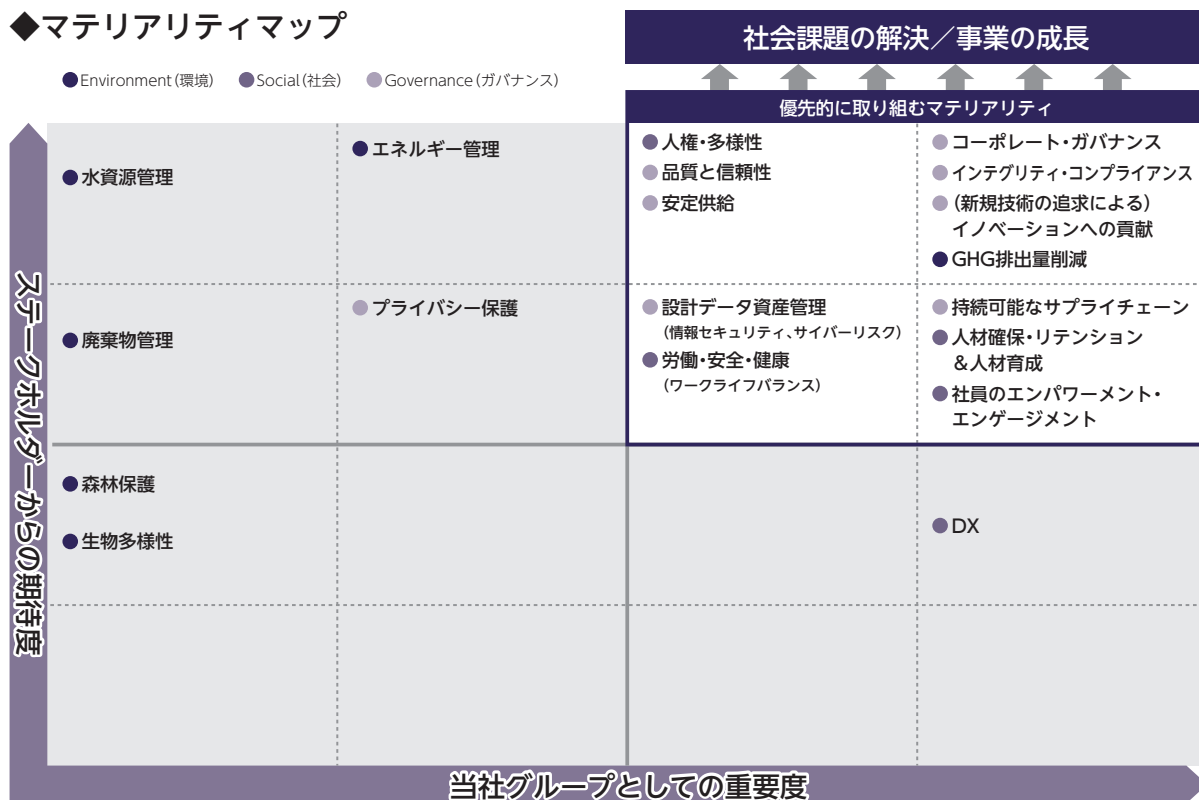 ◆マテリアリティマップ
●Environment(環境) ●Social(社会) ●Governance(ガバナンス)
社会課題の解決／事業の成長
優先的に取り組むマテリアリティ
ステークホルダーからの期待度
●水資源管理
●エネルギー管理
●人権・多様性
●品質と信頼性
●安定供給
●コーポレート・ガバナンス
●インテグリティ・コンプライアンス
●(新規技術の追求による)
イノベーションへの貢献
●GHG排出量削減
●廃棄物管理
●プライバシー保護
●設計データ資産管理
(情報セキュリティ、サイバーリスク)
●労働・安全・健康
(ワークライフバランス)
●持続可能なサプライチェーン
●人材確保・リテンション
＆人材育成
●社員のエンパワーメント・
エンゲージメント
●森林保護
●生物多様性
●DX
当社グループとしての重要度